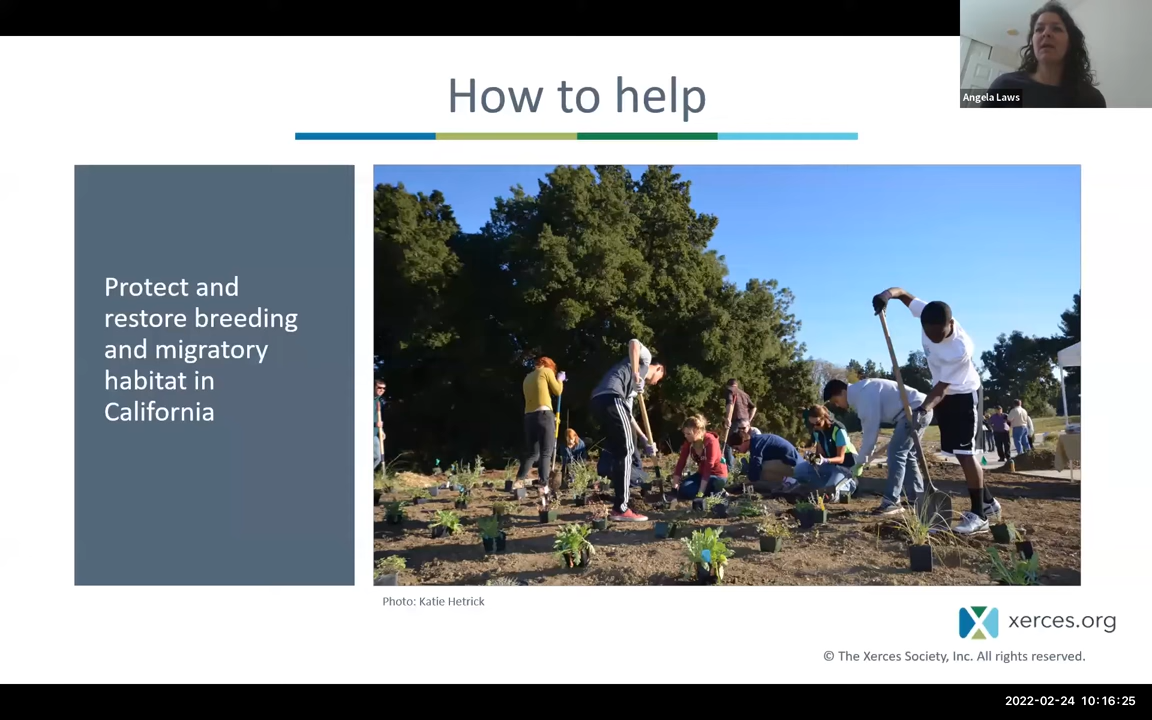 Angela Laws
How to help
Protect and
restore breeding
and migratory
habitat in
California
Photo: Katie Hetrick
xerces.org
© The Xerces Society, Inc. All rights reserved.
2022-02-24 10:16:25